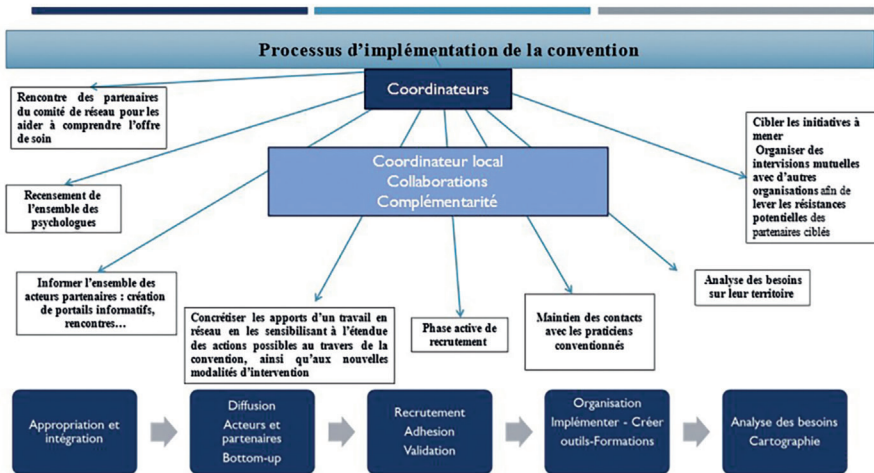 Processus d'implémentation de la convention
Coordinateurs
Rencontre des partenaires
du comité de réseau pour les
aider à comprendre l'offre
de soin
Cibler les initiatives à
mener
Organiser des
intervisions mutuelles
avec d'autres
organisations afin de
lever les résistances
potentielles des
partenaires ciblés
Coordinateur local
Collaborations
Complémentarité
Recensement de
l'ensemble des
psychologues
Informer l'ensemble des
acteurs partenaires : création
de portails informatifs,
rencontres…
Concrétiser les apports d'un travail en
réseau en les sensibilisant à l'étendue
des actions possibles au travers de la
convention, ainsi qu'aux nouvelles
modalités d'intervention
Phase active de
recrutement
Maintien des contacts
avec les praticiens
conventionnés
Analyse des besoins
sur leur territoire
Appropriation et
intégration
Diffusion
Acteurs et
partenaires
Bottom-up
Recrutement
Adhesion
Validation
Organisation
Implémenter - Créer
outils-Formations
Analyse des besoins
Cartographie